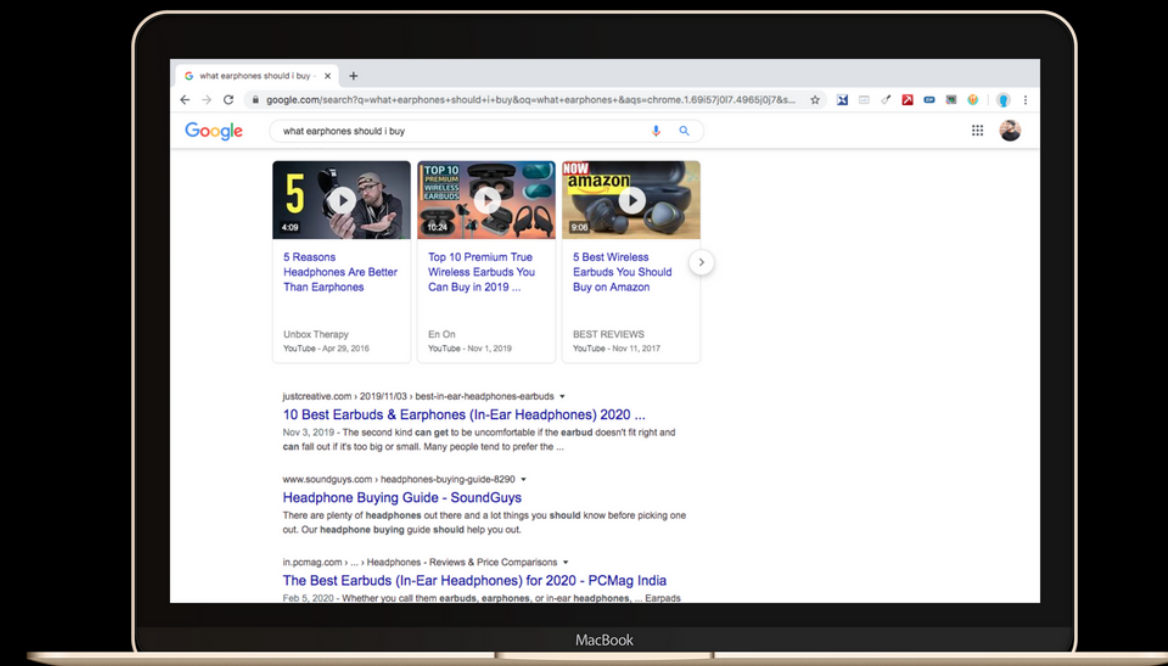 what earphones should i buy -
google.com/search?q=what+earphones+should+i+buy&oq=what+earphones+&aqs=chrome.1.69i57j0l7.4965j0j7&s...
Google
what earphones should i buy
5
4:09
TOP 10
PREMIUM
WIRELESS
EARBUDS
10:24
NOW
amazon
9:06
5 Reasons
Headphones Are Better
Than Earphones
Unbox Therapy
YouTube - Apr 29, 2016
Top 10 Premium True
Wireless Earbuds You
Can Buy in 2019 ...
En On
YouTube - Nov 1, 2019
5 Best Wireless
Earbuds You Should
Buy on Amazon
BEST REVIEWS
YouTube - Nov 11, 2017
justcreative.com › 2019/11/03 › best-in-ear-headphones-earbuds
10 Best Earbuds & Earphones (In-Ear Headphones) 2020 ...
Nov 3, 2019 - The second kind can get to be uncomfortable if the earbud doesn't fit right and
can fall out if it's too big or small. Many people tend to prefer the ...
www.soundguys.com › headphones-buying-guide-8290
Headphone Buying Guide - SoundGuys
There are plenty of headphones out there and a lot things you should know before picking one
out. Our headphone buying guide should help you out.
in.pcmag.com › ... › Headphones - Reviews & Price Comparisons
The Best Earbuds (In-Ear Headphones) for 2020 - PCMag India
Feb 5, 2020 - Whether you call them earbuds, earphones, or in-ear headphones, ... Earpads
MacBook